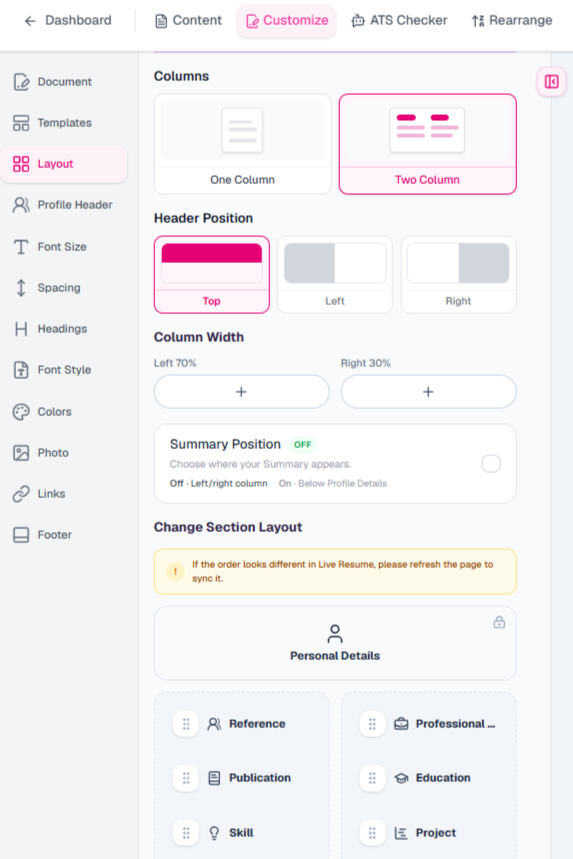 Dashboard
Content
Customize
ATS Checker
Rearrange
Document
Templates
Layout
Profile Header
Font Size
Spacing
Headings
Font Style
Colors
Photo
Links
Footer
Columns
One Column
Two Column
Header Position
Top
Left
Right
Column Width
Left 70%
Right 30%
+
+
Summary Position OFF
Choose where your Summary appears.
Off · Left/right column On · Below Profile Details
Change Section Layout
! If the order looks different in Live Resume, please refresh the page to
sync it.
Personal Details
Reference
Professional ...
Publication
Education
Skill
Project